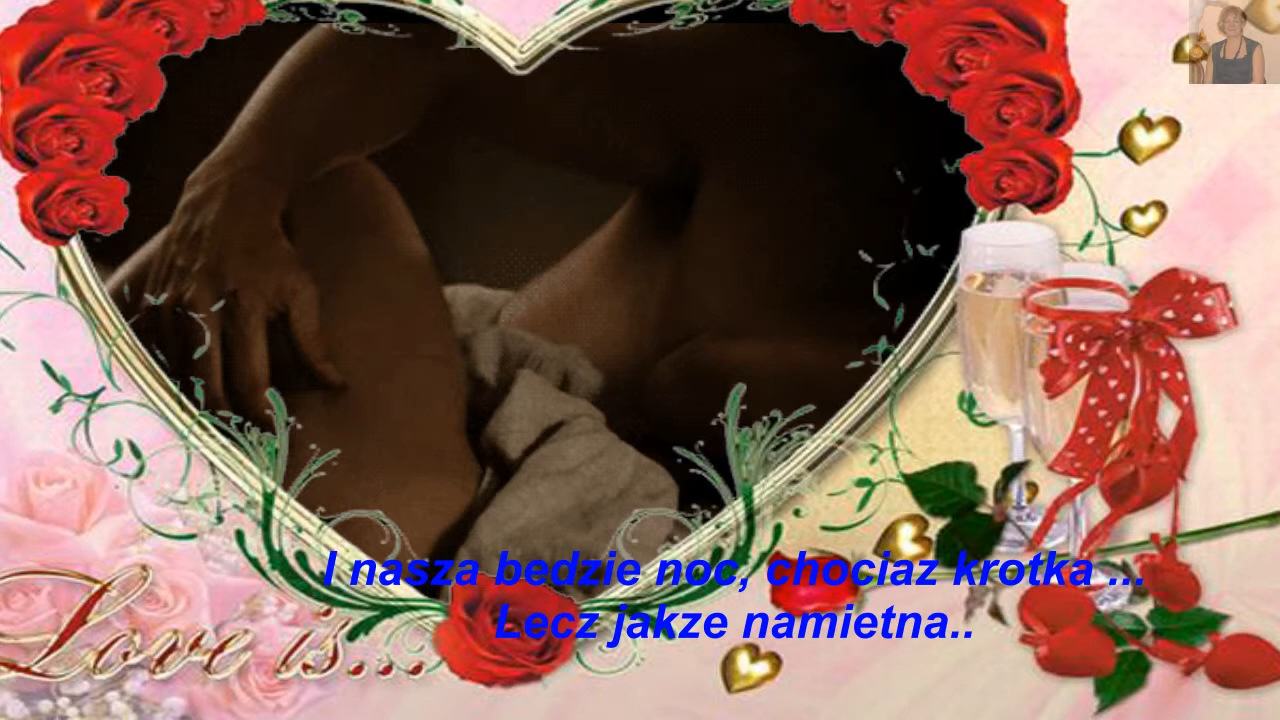 I nasza bedzie noc, chociaz krotka ...
Lecz jakze namietna..
Love is...